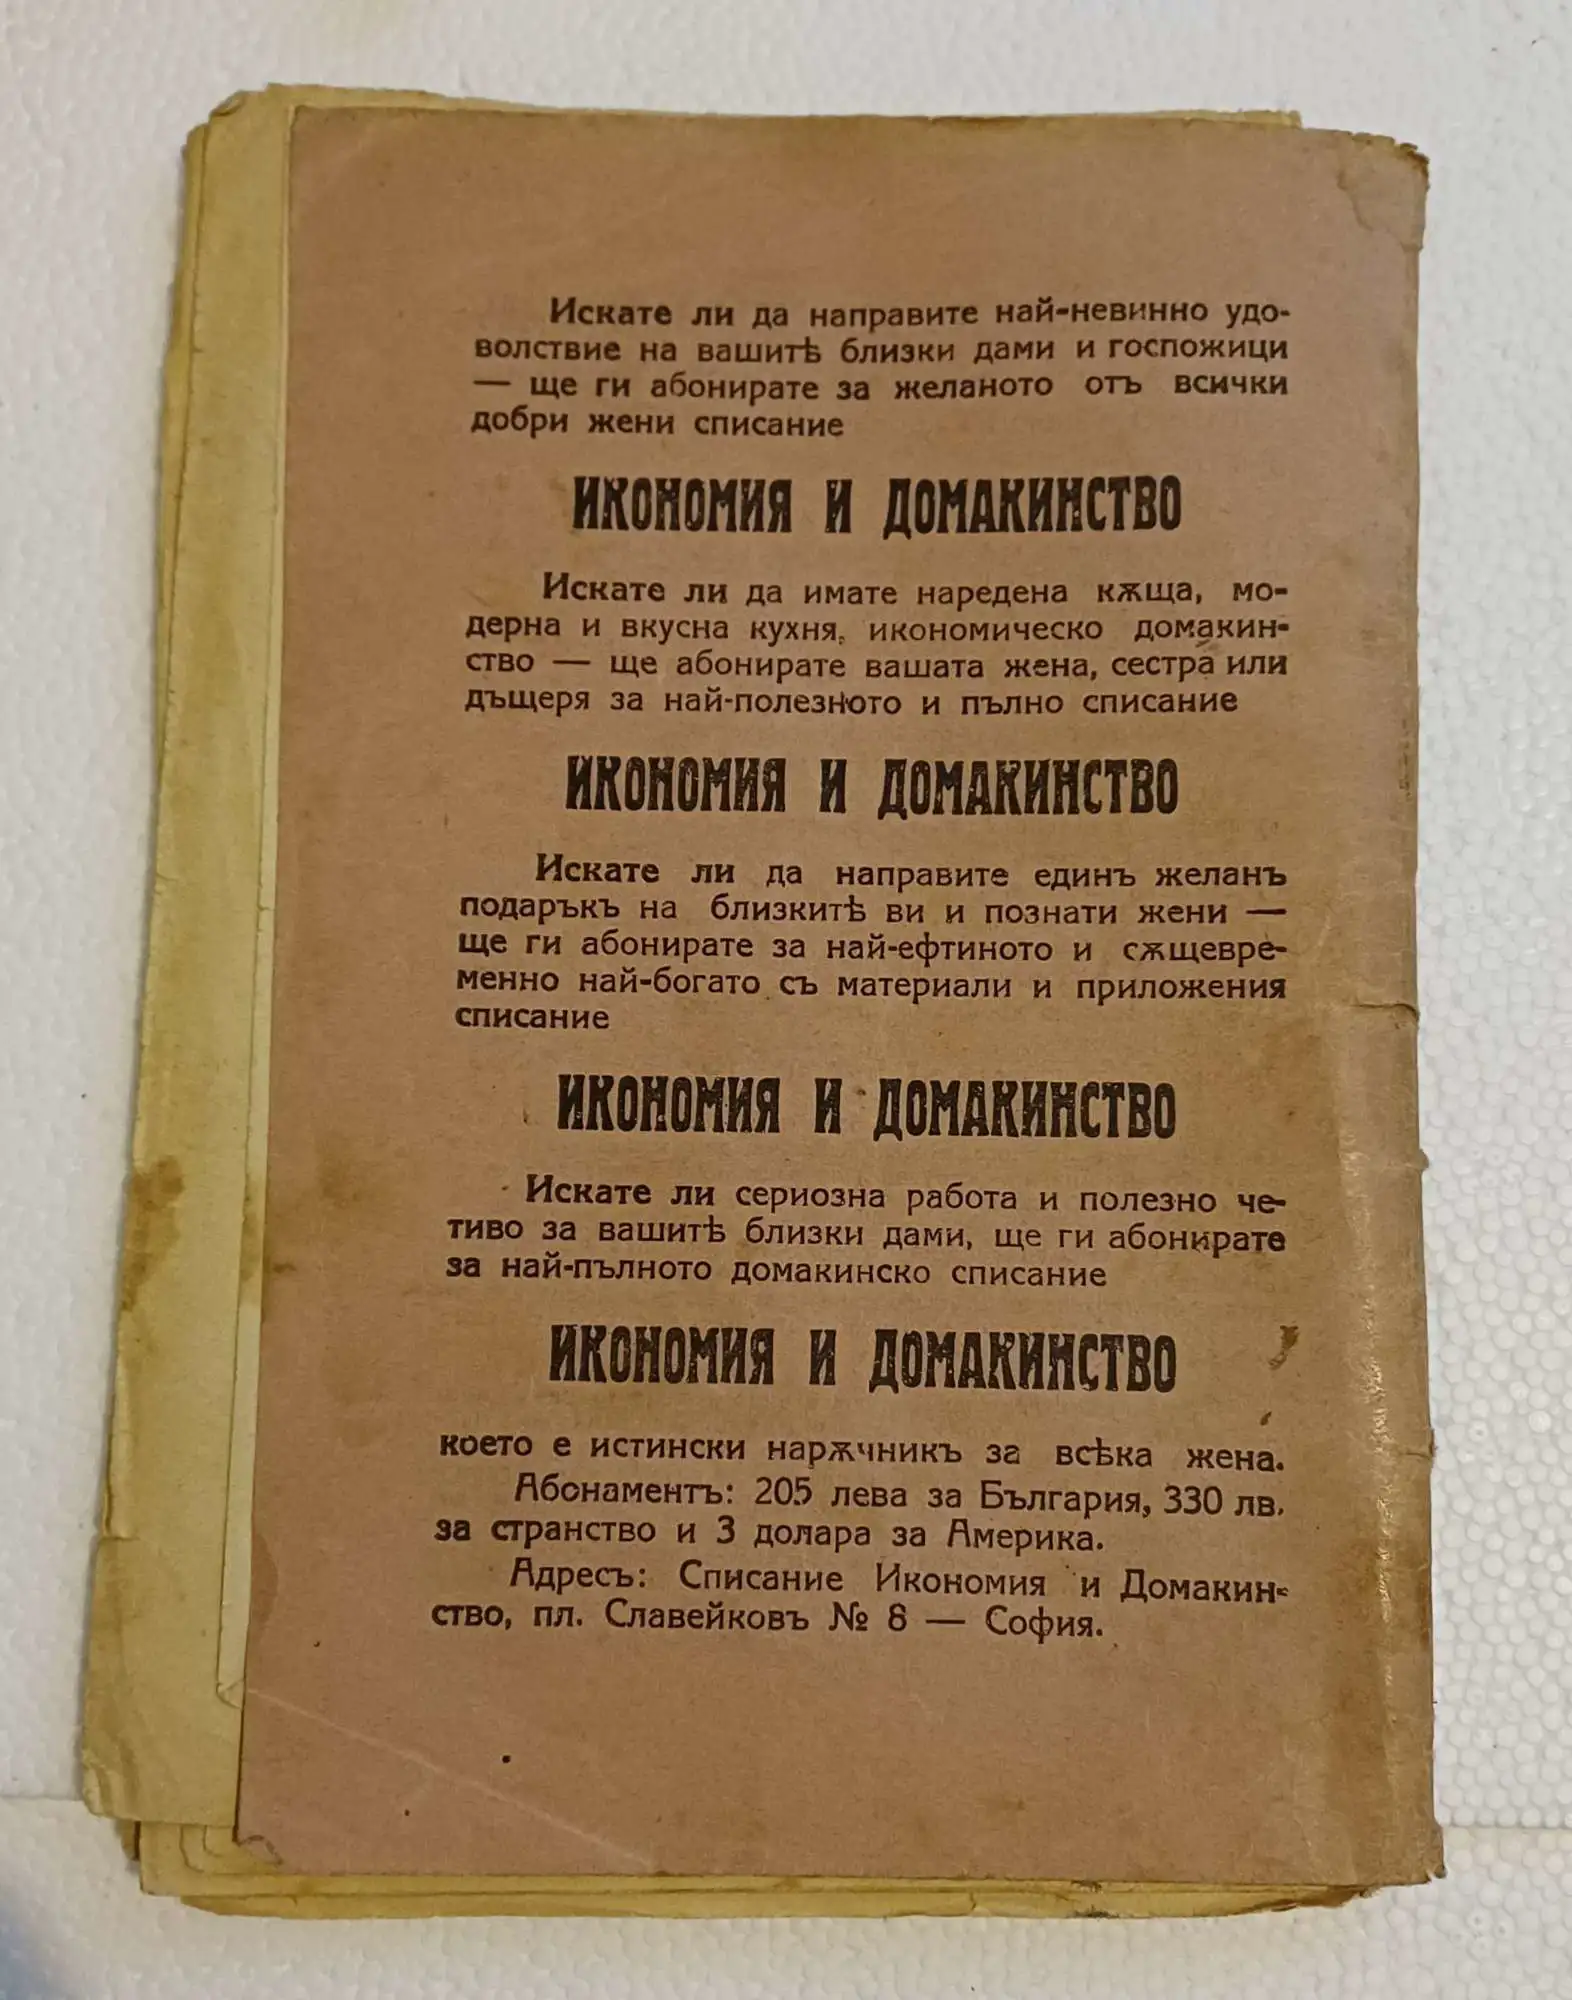 Искате ли да направите най-невинно удо-
волствие на вашитѣ близки дами и госпожици
— ще ги абонирате за желаното отъ всички
добри жени списание
ИКОНОМИЯ И ДОМАКИНСТВО
Искате ли да имате наредена кѫща, мо-
дерна и вкусна кухня, икономическо домакин-
ство — ще абонирате вашата жена, сестра или
дъщеря за най-полезното и пълно списание
ИКОНОМИЯ И ДОМАКИНСТВО
Искате ли да направите единъ желанъ
подаръкъ на близкитѣ ви и познати жени —
ще ги абонирате за най-ефтиното и сѫщевре-
менно най-богато съ материали и приложения
списание
ИКОНОМИЯ И ДОМАКИНСТВО
Искате ли сериозна работа и полезно че-
тиво за вашитѣ близки дами, ще ги абонирате
за най-пълното домакинско списание
ИКОНОМИЯ И ДОМАКИНСТВО
което е истински нарѫчникъ за всѣка жена.
Абонаментъ: 205 лева за България, 330 лв.
за странство и 3 долара за Америка.
Адресъ: Списание Икономия и Домакин-
ство, пл. Славейковъ № 8 — София.